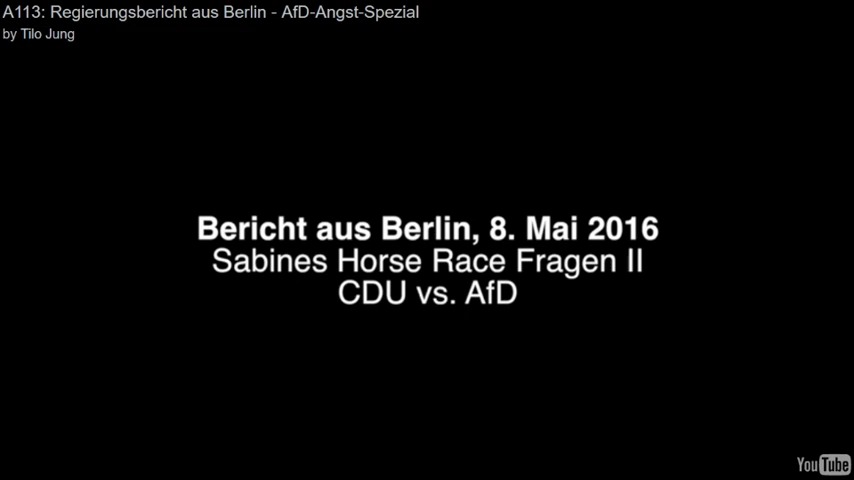 A113: Regierungsbericht aus Berlin - AfD-Angst-Spezial
by Tilo Jung
Bericht aus Berlin, 8. Mai 2016
Sabines Horse Race Fragen II
CDU vs. AfD
YouTube